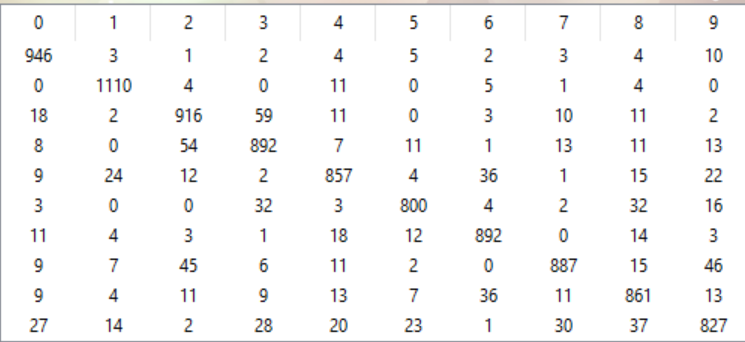 0 1 2 3 4 5 6 7 8 9
946 3 1 2 4 5 2 3 4 10
0 1110 4 0 11 0 5 1 4 0
18 2 916 59 11 0 3 10 11 2
8 0 54 892 7 11 1 13 11 13
9 24 12 2 857 4 36 1 15 22
3 0 0 32 3 800 4 2 32 16
11 4 3 1 18 12 892 0 14 3
9 7 45 6 11 2 0 887 15 46
9 4 11 9 13 7 36 11 861 13
27 14 2 28 20 23 1 30 37 827